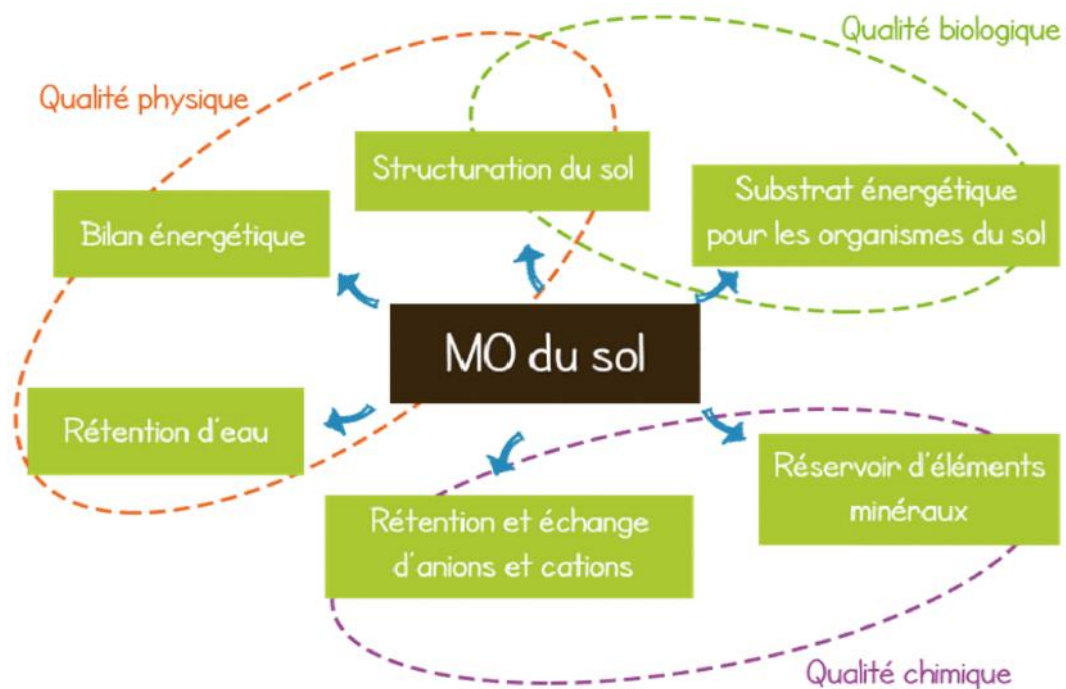 Qualité biologique
Qualité physique
Structuration du sol
Substrat énergétique
pour les organismes du sol
Bilan énergétique
MO du sol
Rétention d'eau
Réservoir d'éléments
minéraux
Rétention et échange
d'anions et cations
Qualité chimique